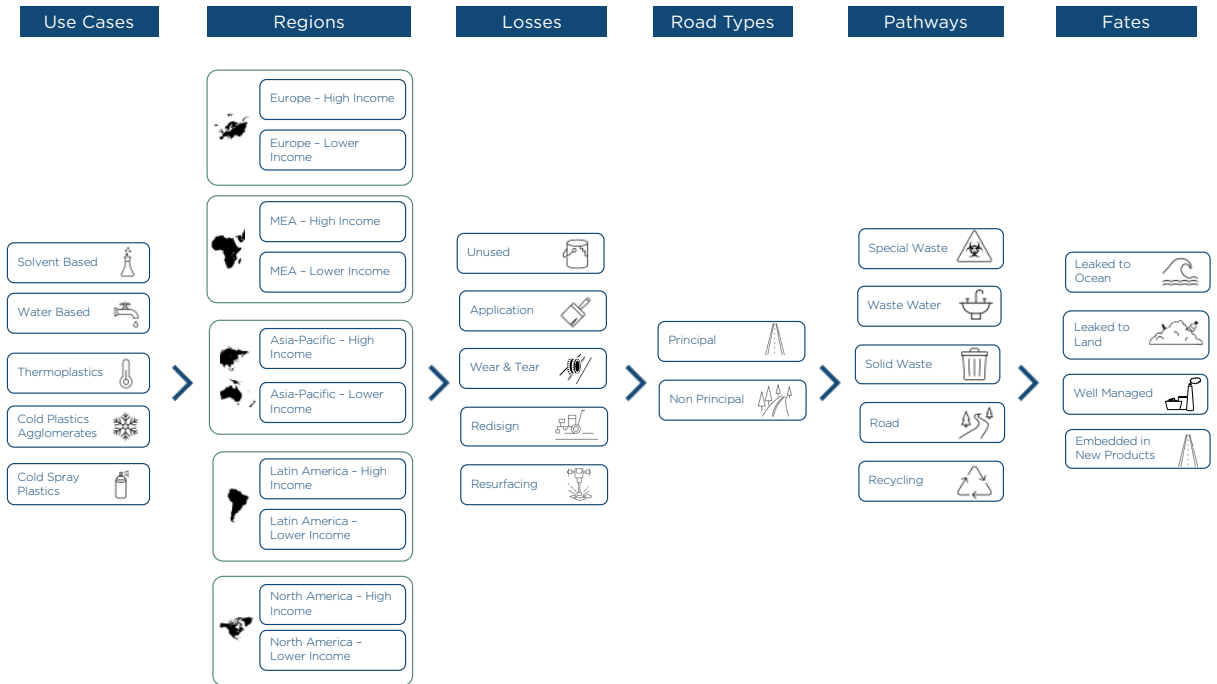 Use Cases
Regions
Losses
Road Types
Pathways
Fates
Solvent Based
Water Based
Thermoplastics
Cold Plastics
Agglomerates
Cold Spray
Plastics
Europe – High Income
Europe – Lower
Income
MEA – High Income
MEA – Lower Income
Asia-Pacific – High
Income
Asia-Pacific – Lower
Income
Latin America – High
Income
Latin America –
Lower Income
North America – High
Income
North America –
Lower Income
Unused
Application
Wear & Tear
Redisign
Resurfacing
Principal
Non Principal
Special Waste
Waste Water
Solid Waste
Road
Recycling
Leaked to
Ocean
Leaked to
Land
Well Managed
Embedded in
New Products